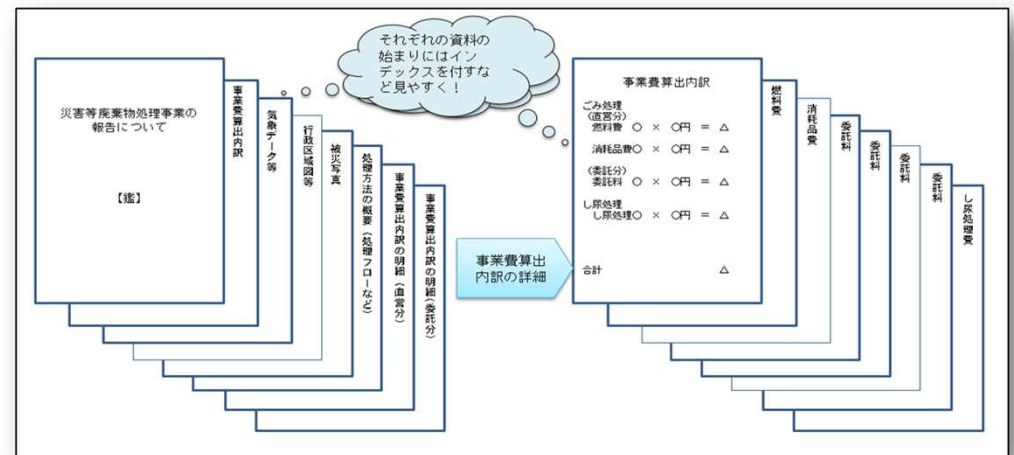 それぞれの資料の
始まりにはイン
デックスを付すな
ど見やすく！
災害等廃棄物処理事業の
報告について
【鑑】
事業費算出内訳
気象データ等
行政区域図等
被災写真
処理方法の概要（処理フローなど）
事業費算出内訳の明細（直営分）
事業費算出内訳の明細（委託分）
事業費算出
内訳の詳細
事業費算出内訳
ごみ処理
（直営分）
燃料費　○　×　○円　＝　△
消耗品費○　×　○円　＝　△
（委託分）
委託料　○　×　○円　＝　△
し尿処理
し尿処理○　×　○円　＝　△
合計　△
燃料費
消耗品費
委託料
委託料
委託料
委託料
し尿処理費